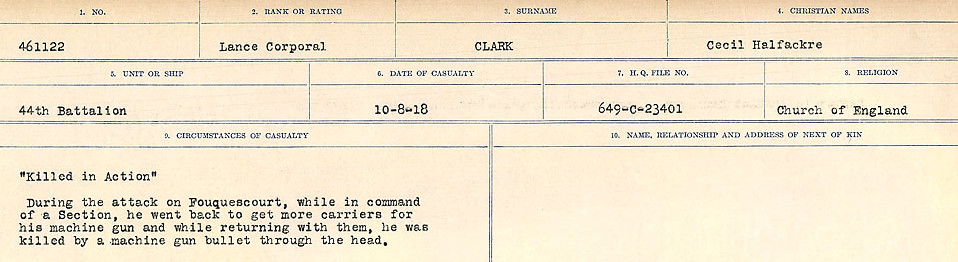 1. NO. 2. RANK OR RATING 3. SURNAME 4. CHRISTIAN NAMES
461122 Lance Corporal CLARK Cecil Halfackre
5. UNIT OR SHIP 6. DATE OF CASUALTY 7. H.Q. FILE NO. 8. RELIGION
44th Battalion 10-8-18 649-C-23401 Church of England
9. CIRCUMSTANCES OF CASUALTY 10. NAME, RELATIONSHIP AND ADDRESS OF NEXT OF KIN
"Killed in Action"
During the attack on Fouquescourt, while in command
of a Section, he went back to get more carriers for
his machine gun and while returning with them, he was
killed by a machine gun bullet through the head.